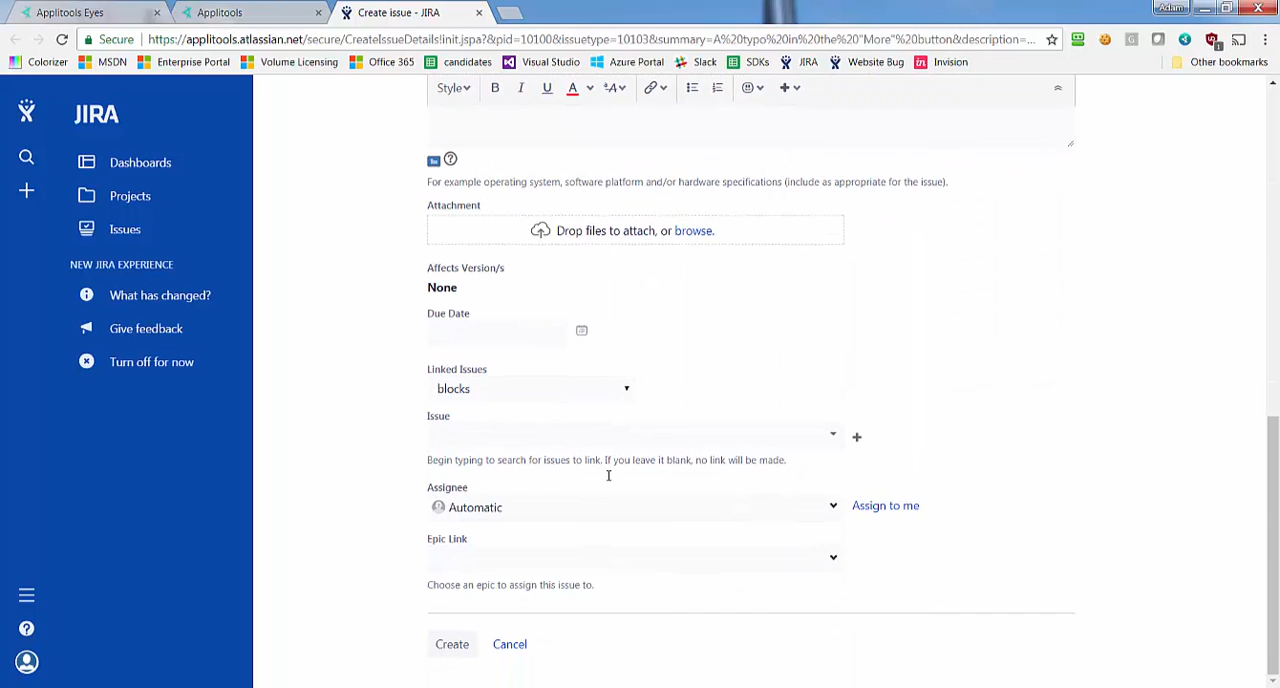 Applitools Eyes
Applitools
Create issue - JIRA
Adam
Secure
https://applitools.atlassian.net/secure/CreateIssueDetails!init.jspa?&pid=10100&issuetype=10103&summary=A%20typo%20in%20the%20"More"%20button&description=...
Colorizer
MSDN
Enterprise Portal
Volume Licensing
Office 365
candidates
Visual Studio
Azure Portal
Slack
SDKs
JIRA
Website Bug
Invision
Other bookmarks
JIRA
Dashboards
Projects
Issues
NEW JIRA EXPERIENCE
What has changed?
Give feedback
Turn off for now
Style
B I U A
For example operating system, software platform and/or hardware specifications (include as appropriate for the issue).
Attachment
Drop files to attach, or browse.
Affects Version/s
None
Due Date
Linked Issues
blocks
Issue
Begin typing to search for issues to link. If you leave it blank, no link will be made.
Assignee
Automatic
Assign to me
Epic Link
Choose an epic to assign this issue to.
Create
Cancel